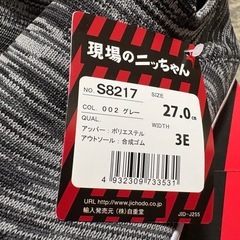 現場のニッちゃん
NO. S8217
SIZE
27.0cm
COL. 002 グレー
QUAL.
WIDTH
3E
アッパー：ポリエステル
アウトソール：合成ゴム
4 932309 733531
URL http://www.jichodo.co.jp
輸入発売元 (株)自重堂
JID-J255